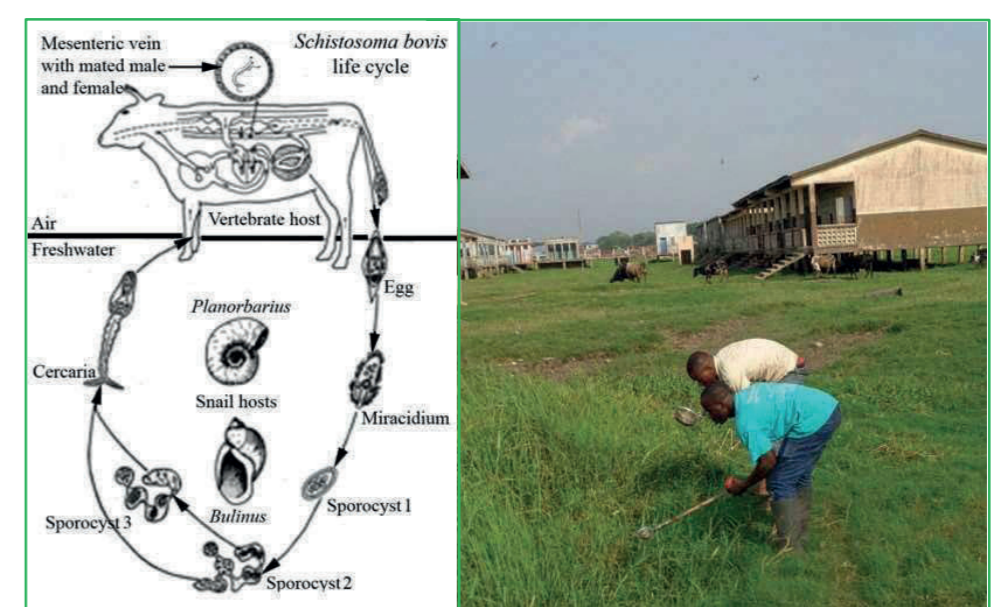 Mesenteric vein
with mated male
and female
Schistosoma bovis
life cycle
Vertebrate host
Air
Freshwater
Egg
Planorbarius
Cercaria
Snail hosts
Miracidium
Sporocyst 1
Bulinus
Sporocyst 3
Sporocyst 2